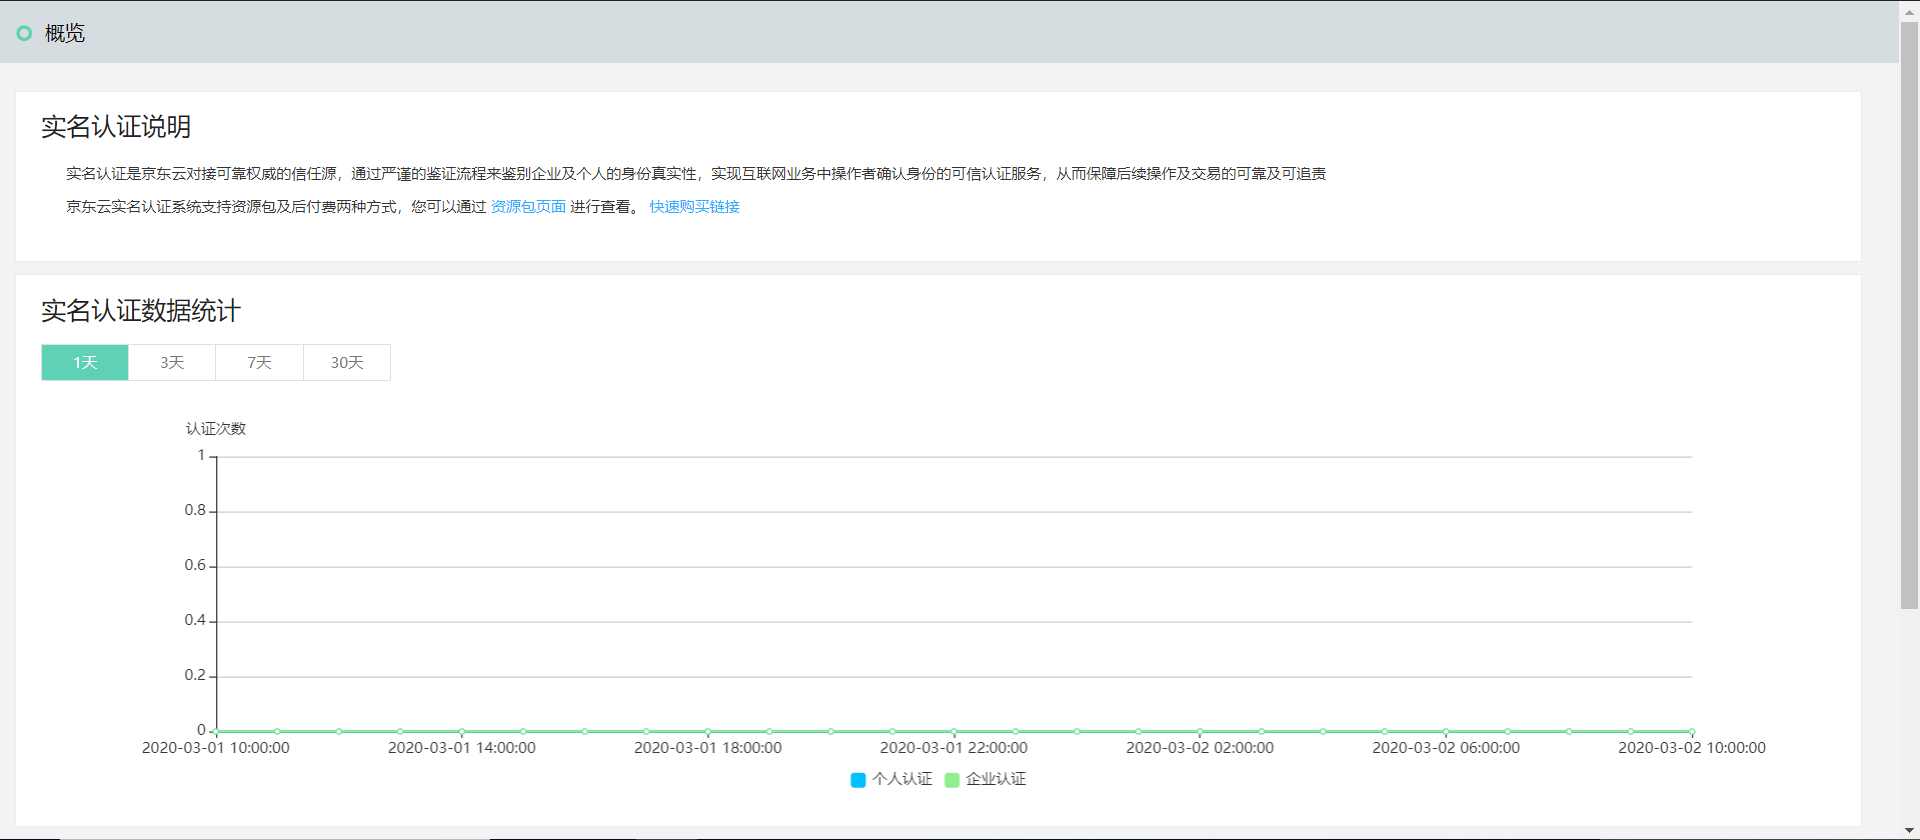 概览
实名认证说明
实名认证是京东云对接可靠权威的信任源，通过严谨的鉴证流程来鉴别企业及个人的身份真实性，实现互联网业务中操作者确认身份的可信认证服务，从而保障后续操作及交易的可靠及可追责
京东云实名认证系统支持资源包及后付费两种方式，您可以通过 资源包页面 进行查看。 快速购买链接
实名认证数据统计
1天 3天 7天 30天
认证次数
1
0.8
0.6
0.4
0.2
0
2020-03-01 10:00:00 2020-03-01 14:00:00 2020-03-01 18:00:00 2020-03-01 22:00:00 2020-03-02 02:00:00 2020-03-02 06:00:00 2020-03-02 10:00:00
个人认证 企业认证